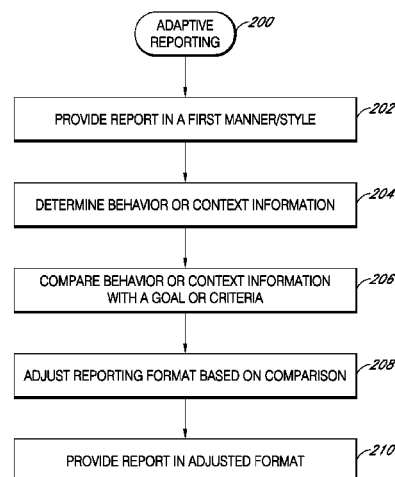 ADAPTIVE
REPORTING
200
PROVIDE REPORT IN A FIRST MANNER/STYLE
202
DETERMINE BEHAVIOR OR CONTEXT INFORMATION
204
COMPARE BEHAVIOR OR CONTEXT INFORMATION
WITH A GOAL OR CRITERIA
206
ADJUST REPORTING FORMAT BASED ON COMPARISON
208
PROVIDE REPORT IN ADJUSTED FORMAT
210